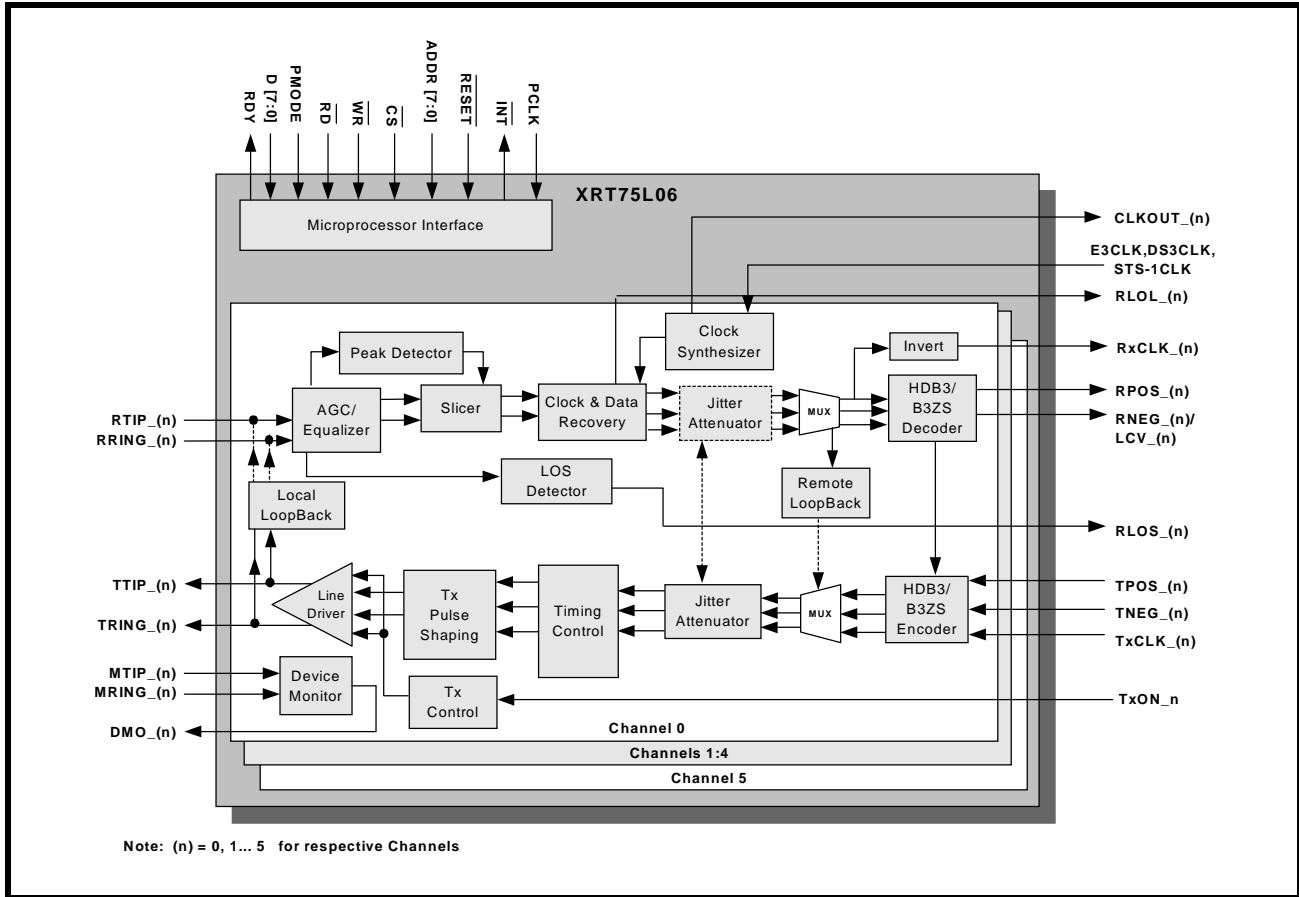 RDY
D [7:0]
PMODE
RD
WR
CS
ADDR [7:0]
RESET
INT
PCLK
XRT75L06
Microprocessor Interface
CLKOUT_(n)
E3CLK,DS3CLK,
STS-1CLK
RLOL_(n)
Clock
Synthesizer
Invert
RxCLK_(n)
Peak Detector
RTIP_(n)
RRING_(n)
AGC/
Equalizer
Slicer
Clock & Data
Recovery
Jitter
Attenuator
MUX
HDB3/
B3ZS
Decoder
RPOS_(n)
RNEG_(n)/
LCV_(n)
LOS
Detector
Remote
LoopBack
Local
LoopBack
RLOS_(n)
TTIP_(n)
TRING_(n)
Line
Driver
Tx
Pulse
Shaping
Timing
Control
Jitter
Attenuator
MUX
HDB3/
B3ZS
Encoder
TPOS_(n)
TNEG_(n)
TxCLK_(n)
MTIP_(n)
MRING_(n)
Device
Monitor
Tx
Control
TxON_n
DMO_(n)
Channel 0
Channels 1:4
Channel 5
Note: (n) = 0, 1... 5 for respective Channels